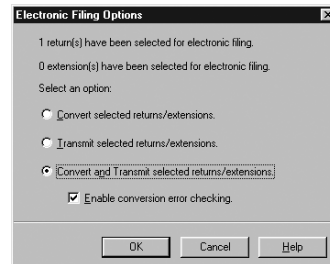 Electronic Filing Options
1 return(s) have been selected for electronic filing.
0 extension(s) have been selected for electronic filing.
Select an option:
Convert selected returns/extensions.
Transmit selected returns/extensions.
Convert and Transmit selected returns/extensions.
Enable conversion error checking.
OK Cancel Help